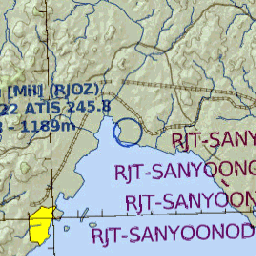 [Mil] (RJOZ)
22 ATIS 245.8
- 1189m
RJT-SANY
RJT-SANYOONO
RJT-SANYOON
RJT-SANYOONOD